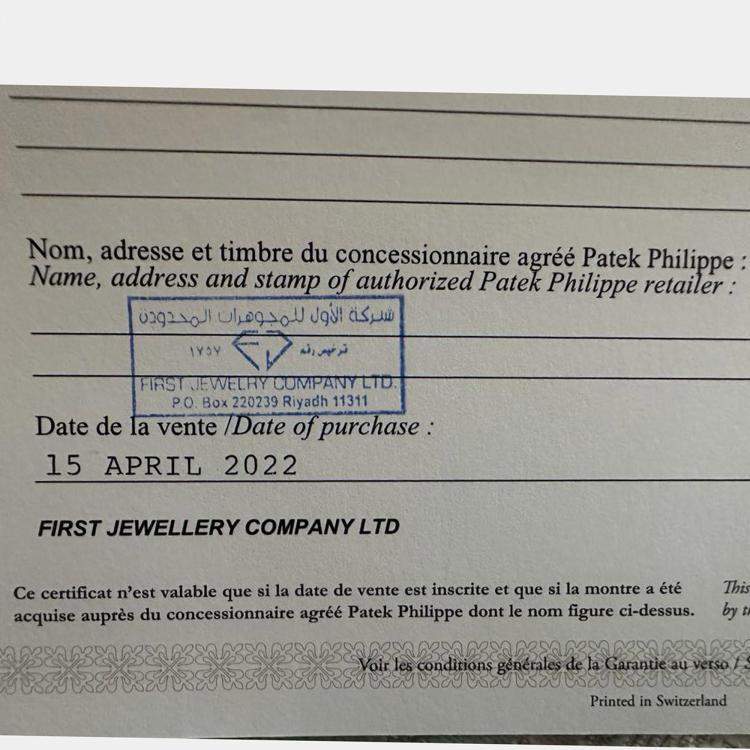 Nom, adresse et timbre du concessionnaire agréé Patek Philippe :
Name, address and stamp of authorized Patek Philippe retailer :
شركة الأول للمجوهرات المحدودة
ترخيص رقم ١٧٥٧
FIRST JEWELRY COMPANY LTD.
P.O. Box 220239 Riyadh 11311
Date de la vente /Date of purchase :
15 APRIL 2022
FIRST JEWELLERY COMPANY LTD
Ce certificat n'est valable que si la date de vente est inscrite et que si la montre a été
acquise auprès du concessionnaire agréé Patek Philippe dont le nom figure ci-dessus.
This
by
Voir les conditions générales de la Garantie au verso /
Printed in Switzerland